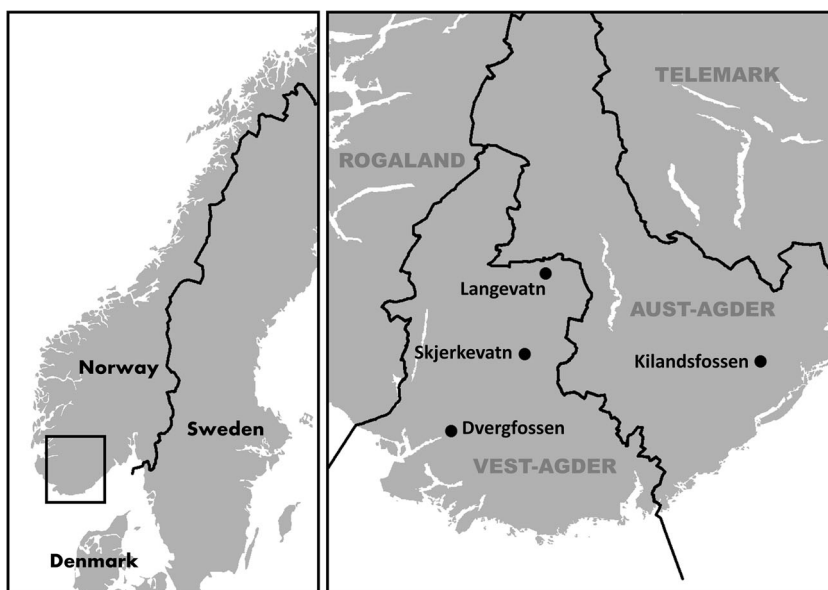 Norway
Sweden
Denmark
TELEMARK
ROGALAND
Langevatn
AUST-AGDER
Skjerkevatn
Kilandsfossen
Dvergfossen
VEST-AGDER